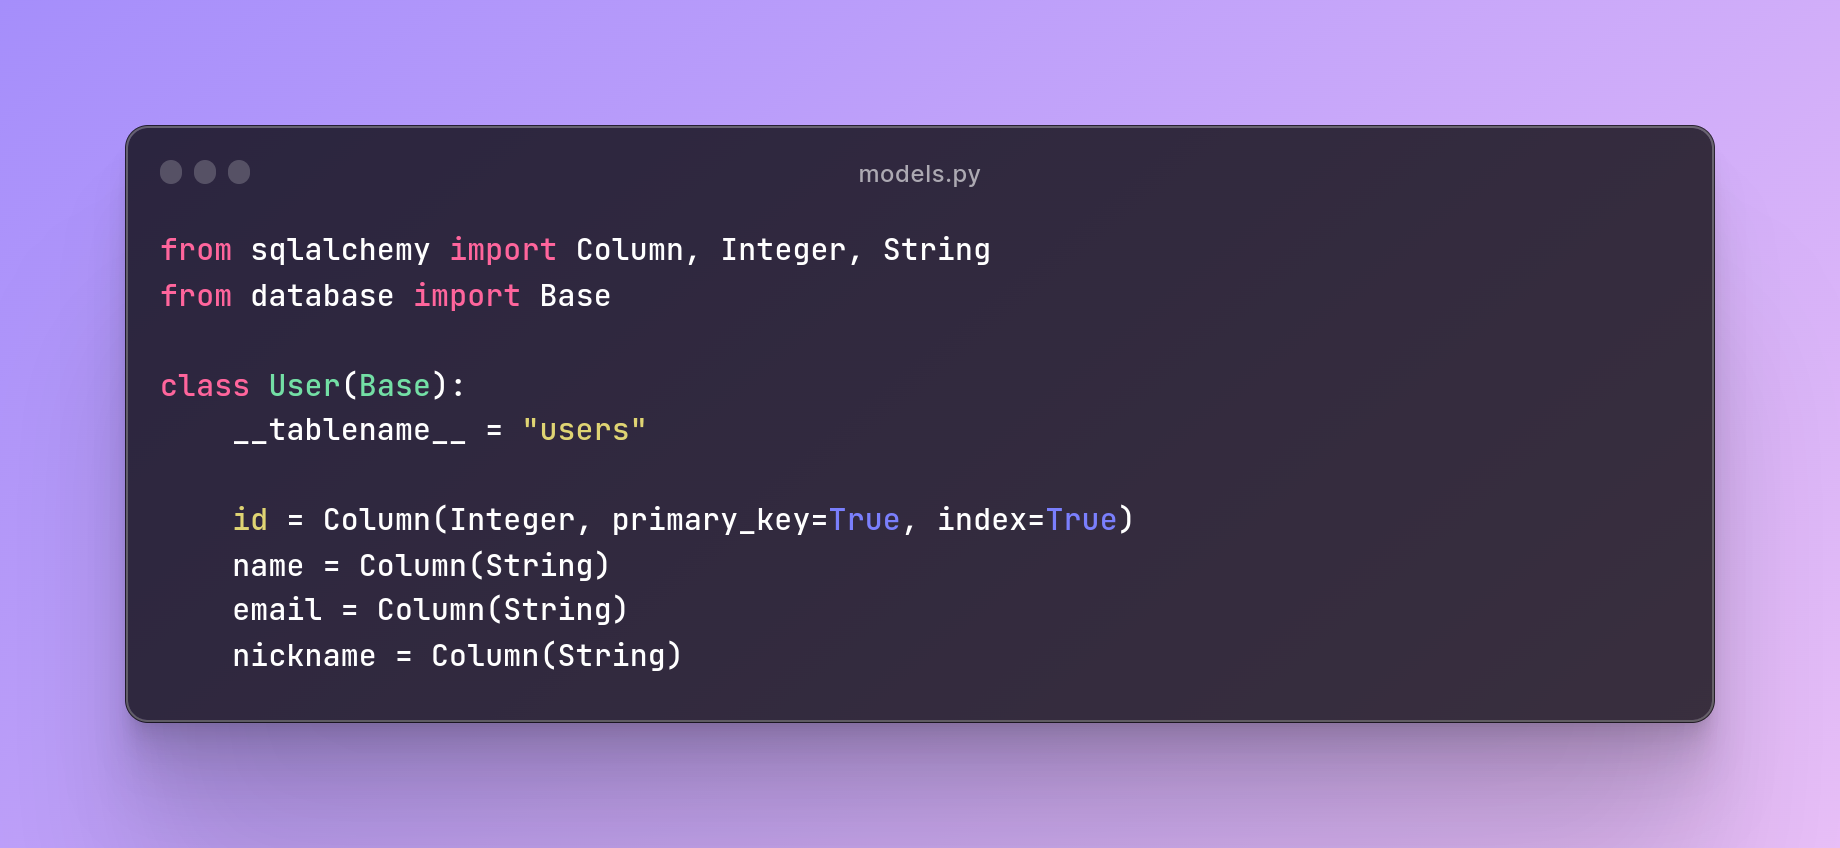 models.py
from sqlalchemy import Column, Integer, String
from database import Base

class User(Base):
    __tablename__ = "users"

    id = Column(Integer, primary_key=True, index=True)
    name = Column(String)
    email = Column(String)
    nickname = Column(String)